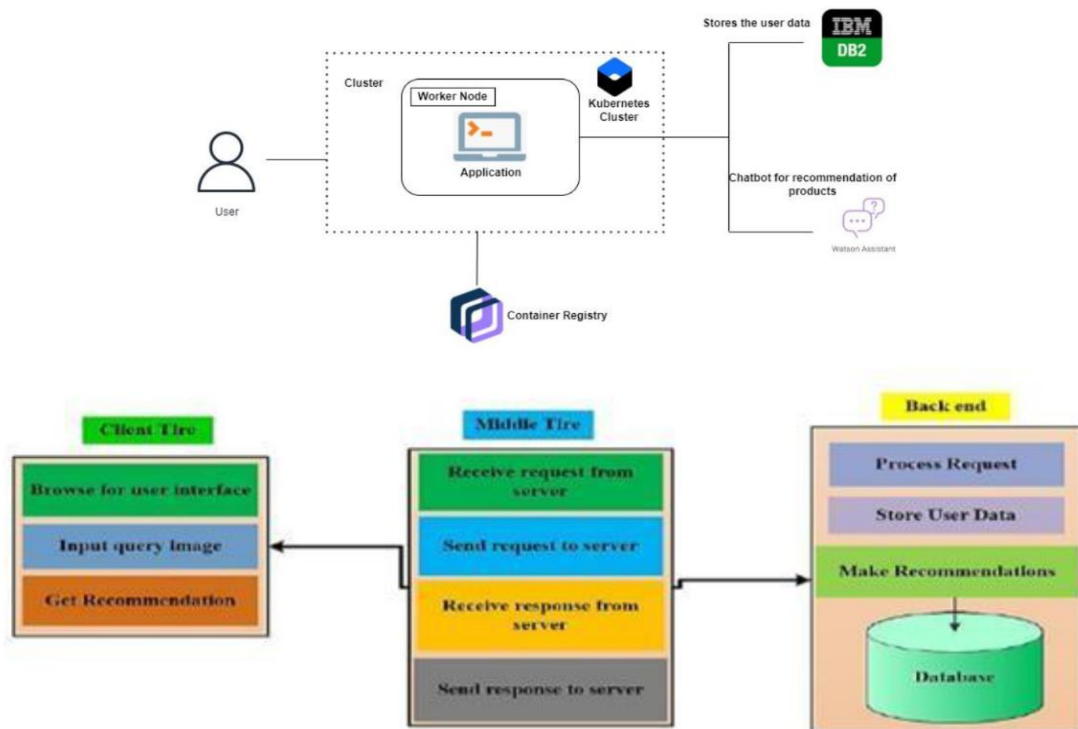 Stores the user data
IBM
DB2
Cluster
Worker Node
Kubernetes
Cluster
Application
User
Chatbot for recommendation of
products
?
Watson Assistant
Container Registry
Client Tire
Middle Tire
Back end
Browse for user interface
Input query image
Get Recommendation
Receive request from
server
Send request to server
Receive response from
server
Send response to server
Process Request
Store User Data
Make Recommendations
Database